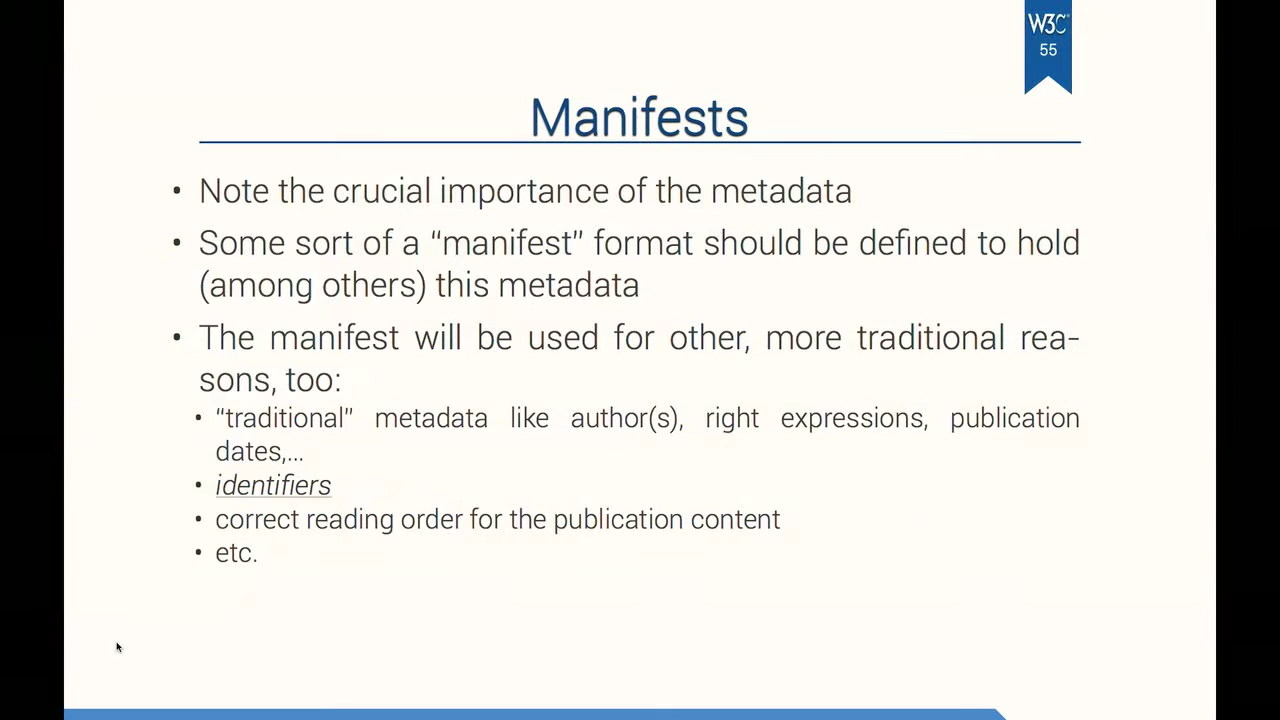 W3C
55
Manifests
• Note the crucial importance of the metadata
• Some sort of a “manifest” format should be defined to hold
(among others) this metadata
• The manifest will be used for other, more traditional rea-
sons, too:
• “traditional” metadata like author(s), right expressions, publication
dates,...
• identifiers
• correct reading order for the publication content
• etc.